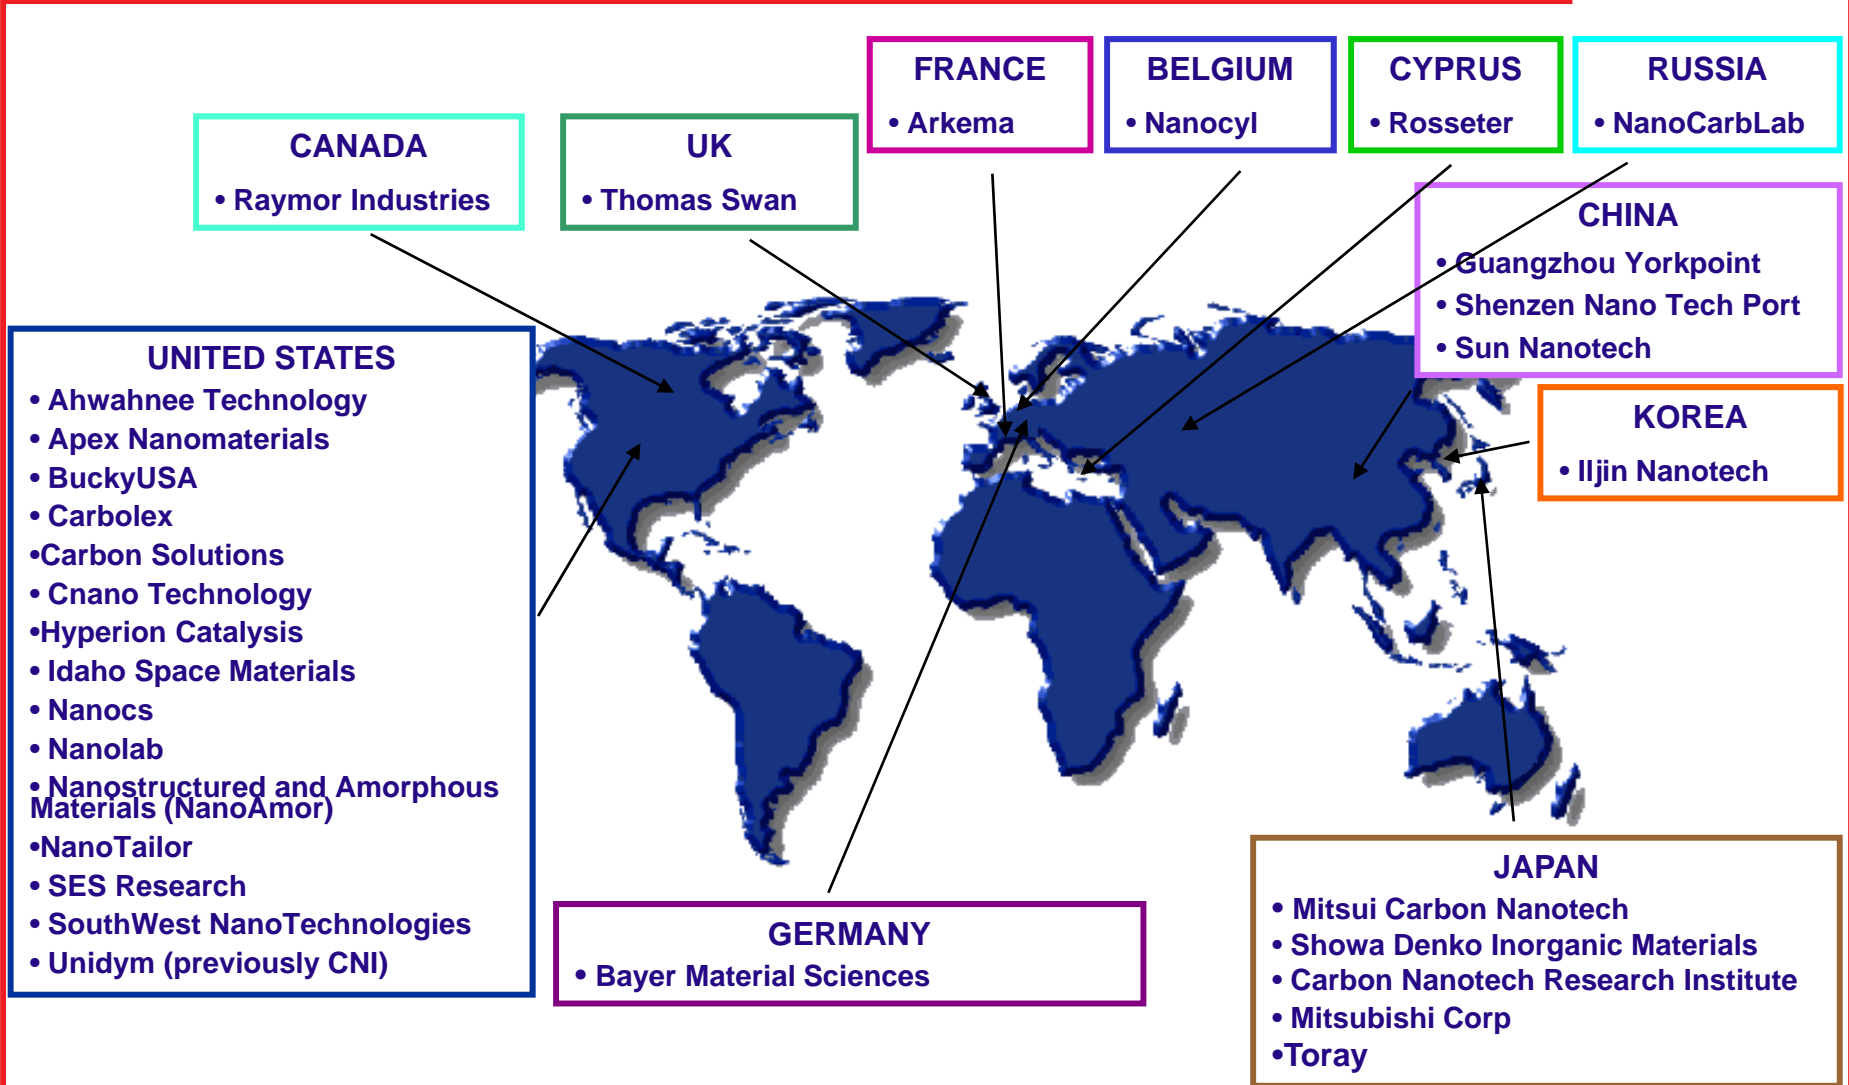 FRANCE
• Arkema
BELGIUM
• Nanocyl
CYPRUS
• Rosseter
RUSSIA
• NanoCarbLab
CANADA
• Raymor Industries
UK
• Thomas Swan
CHINA
• Guangzhou Yorkpoint
• Shenzen Nano Tech Port
• Sun Nanotech
UNITED STATES
• Ahwahnee Technology
• Apex Nanomaterials
• BuckyUSA
• Carbolex
•Carbon Solutions
• Cnano Technology
•Hyperion Catalysis
• Idaho Space Materials
• Nanocs
• Nanolab
• Nanostructured and Amorphous
Materials (NanoAmor)
•NanoTailor
• SES Research
• SouthWest NanoTechnologies
• Unidym (previously CNI)
KOREA
• Iljin Nanotech
GERMANY
• Bayer Material Sciences
JAPAN
• Mitsui Carbon Nanotech
• Showa Denko Inorganic Materials
• Carbon Nanotech Research Institute
• Mitsubishi Corp
•Toray